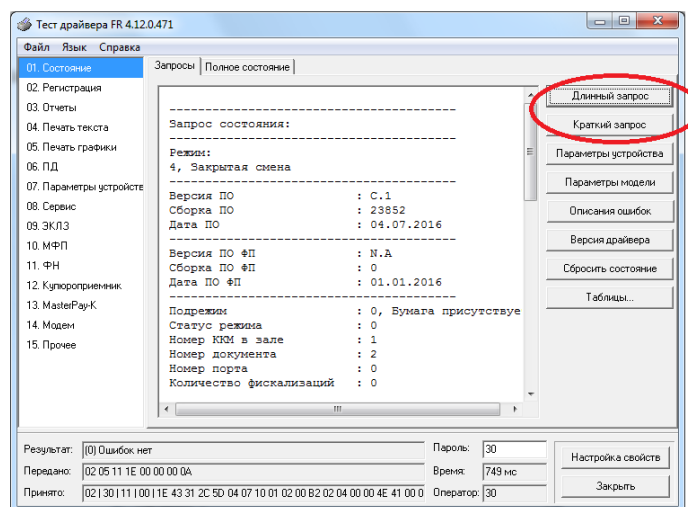 Тест драйвера FR 4.12.0.471
Файл Язык Справка
01. Состояние
02. Регистрация
03. Отчеты
04. Печать текста
05. Печать графики
06. ПД
07. Параметры устройств
08. Сервис
09. ЭКЛЗ
10. МФП
11. ФН
12. Купюроприемник
13. MasterPay-К
14. Модем
15. Прочее
Запросы Полное состояние
Запрос состояния:
Режим:
4, Закрытая смена
Версия ПО : C.1
Сборка ПО : 23852
Дата ПО : 04.07.2016
Версия ПО ФП : N.A
Сборка ПО ФП : 0
Дата ПО ФП : 01.01.2016
Подрежим : 0, Бумага присутствуе
Статус режима : 0
Номер ККМ в зале : 1
Номер документа : 2
Номер порта : 0
Количество фискализаций : 0
Длинный запрос
Краткий запрос
Параметры устройства
Параметры модели
Описания ошибок
Версия драйвера
Сбросить состояние
Таблицы...
Результат: (0) Ошибок нет
Передано: 02 05 11 1E 00 00 00 0A
Принято: 02 | 30 | 11 | 00 | 1E 43 31 2C 5D 04 07 10 01 02 00 B2 02 04 00 00 4E 41 00 0
Пароль: 30
Время: 749 мс
Оператор: 30
Настройка свойств
Закрыть